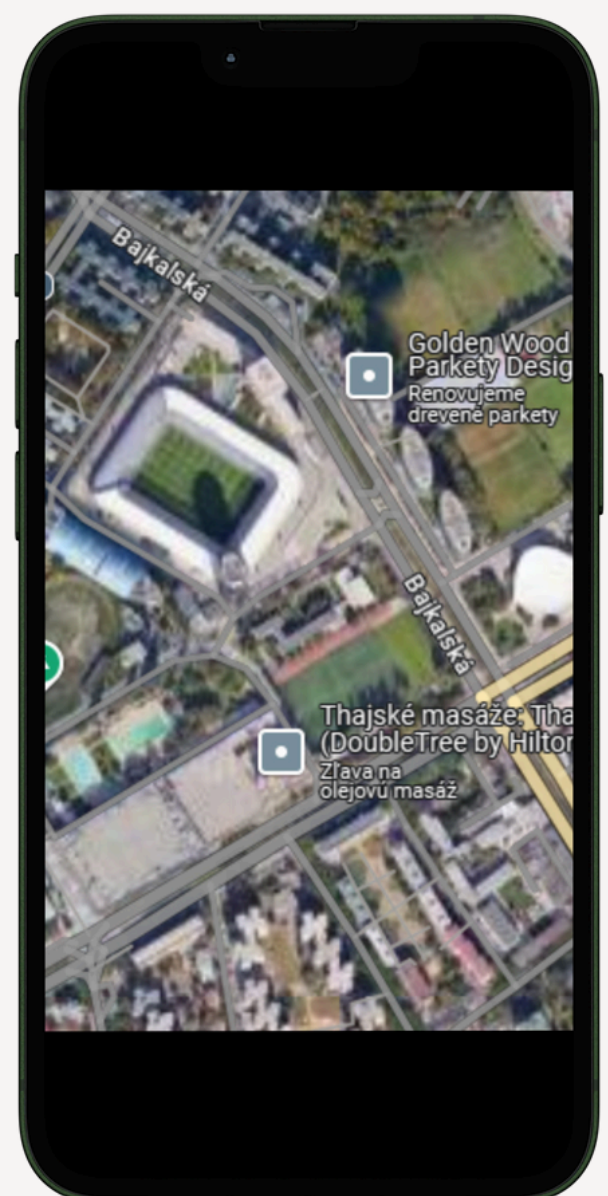 Bajkalská
Golden Wood
Parkety Desig
Renovujeme
drevené parkety
Bajkalská
Thajské masáže: Tha
(DoubleTree by Hilton
Zľava na
olejovú masáž